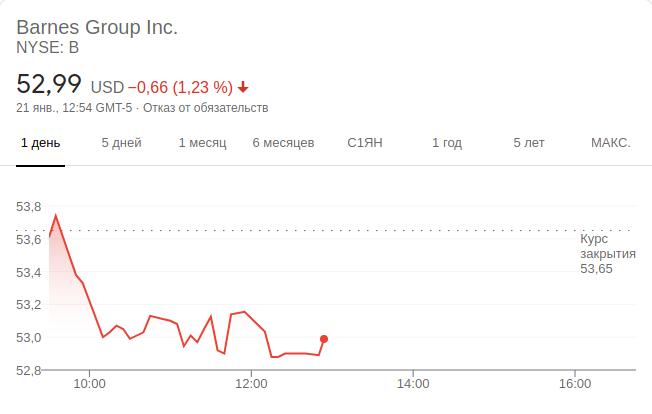 Barnes Group Inc.
NYSE: B
52,99 USD −0,66 (1,23 %)
21 янв., 12:54 GMT-5 · Отказ от обязательств
1 день 5 дней 1 месяц 6 месяцев С1ЯН 1 год 5 лет МАКС.
53,8
53,6
53,4
53,2
53,0
52,8
Курс
закрытия
53,65
10:00 12:00 14:00 16:00